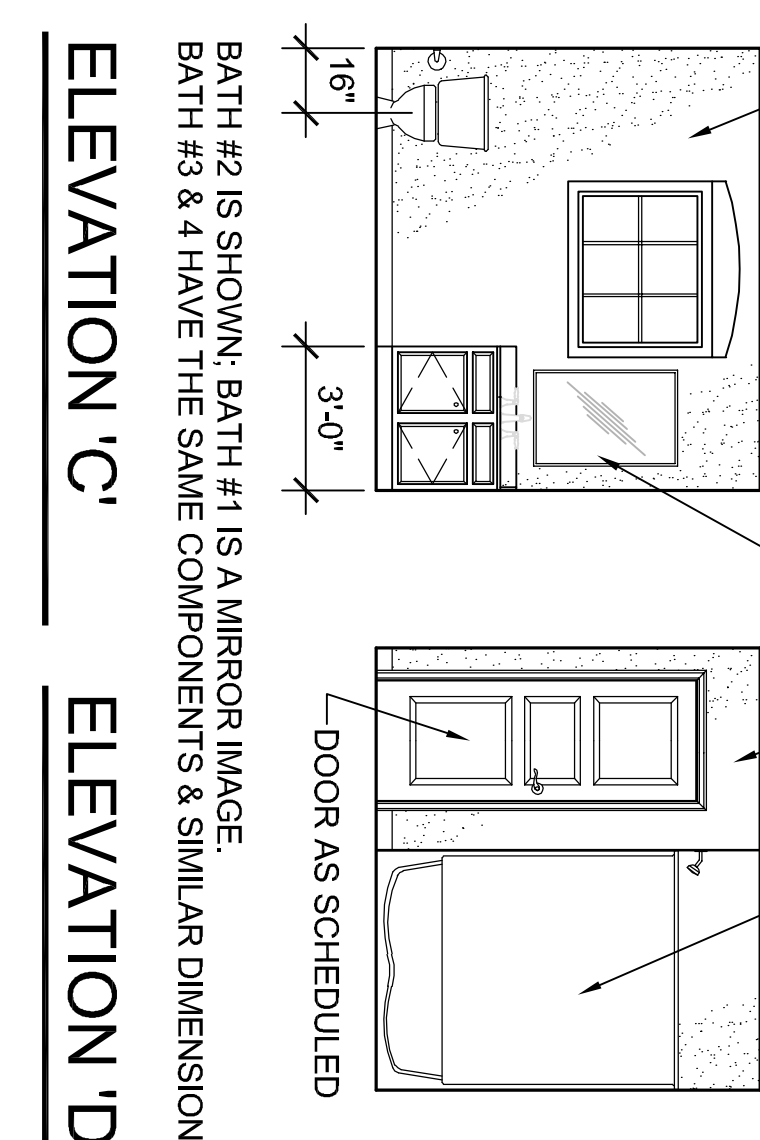 16"
3'-0"
DOOR AS SCHEDULED
BATH #2 IS SHOWN; BATH #1 IS A MIRROR IMAGE.
BATH #3 & 4 HAVE THE SAME COMPONENTS & SIMILAR DIMENSION
ELEVATION 'C'
ELEVATION 'D